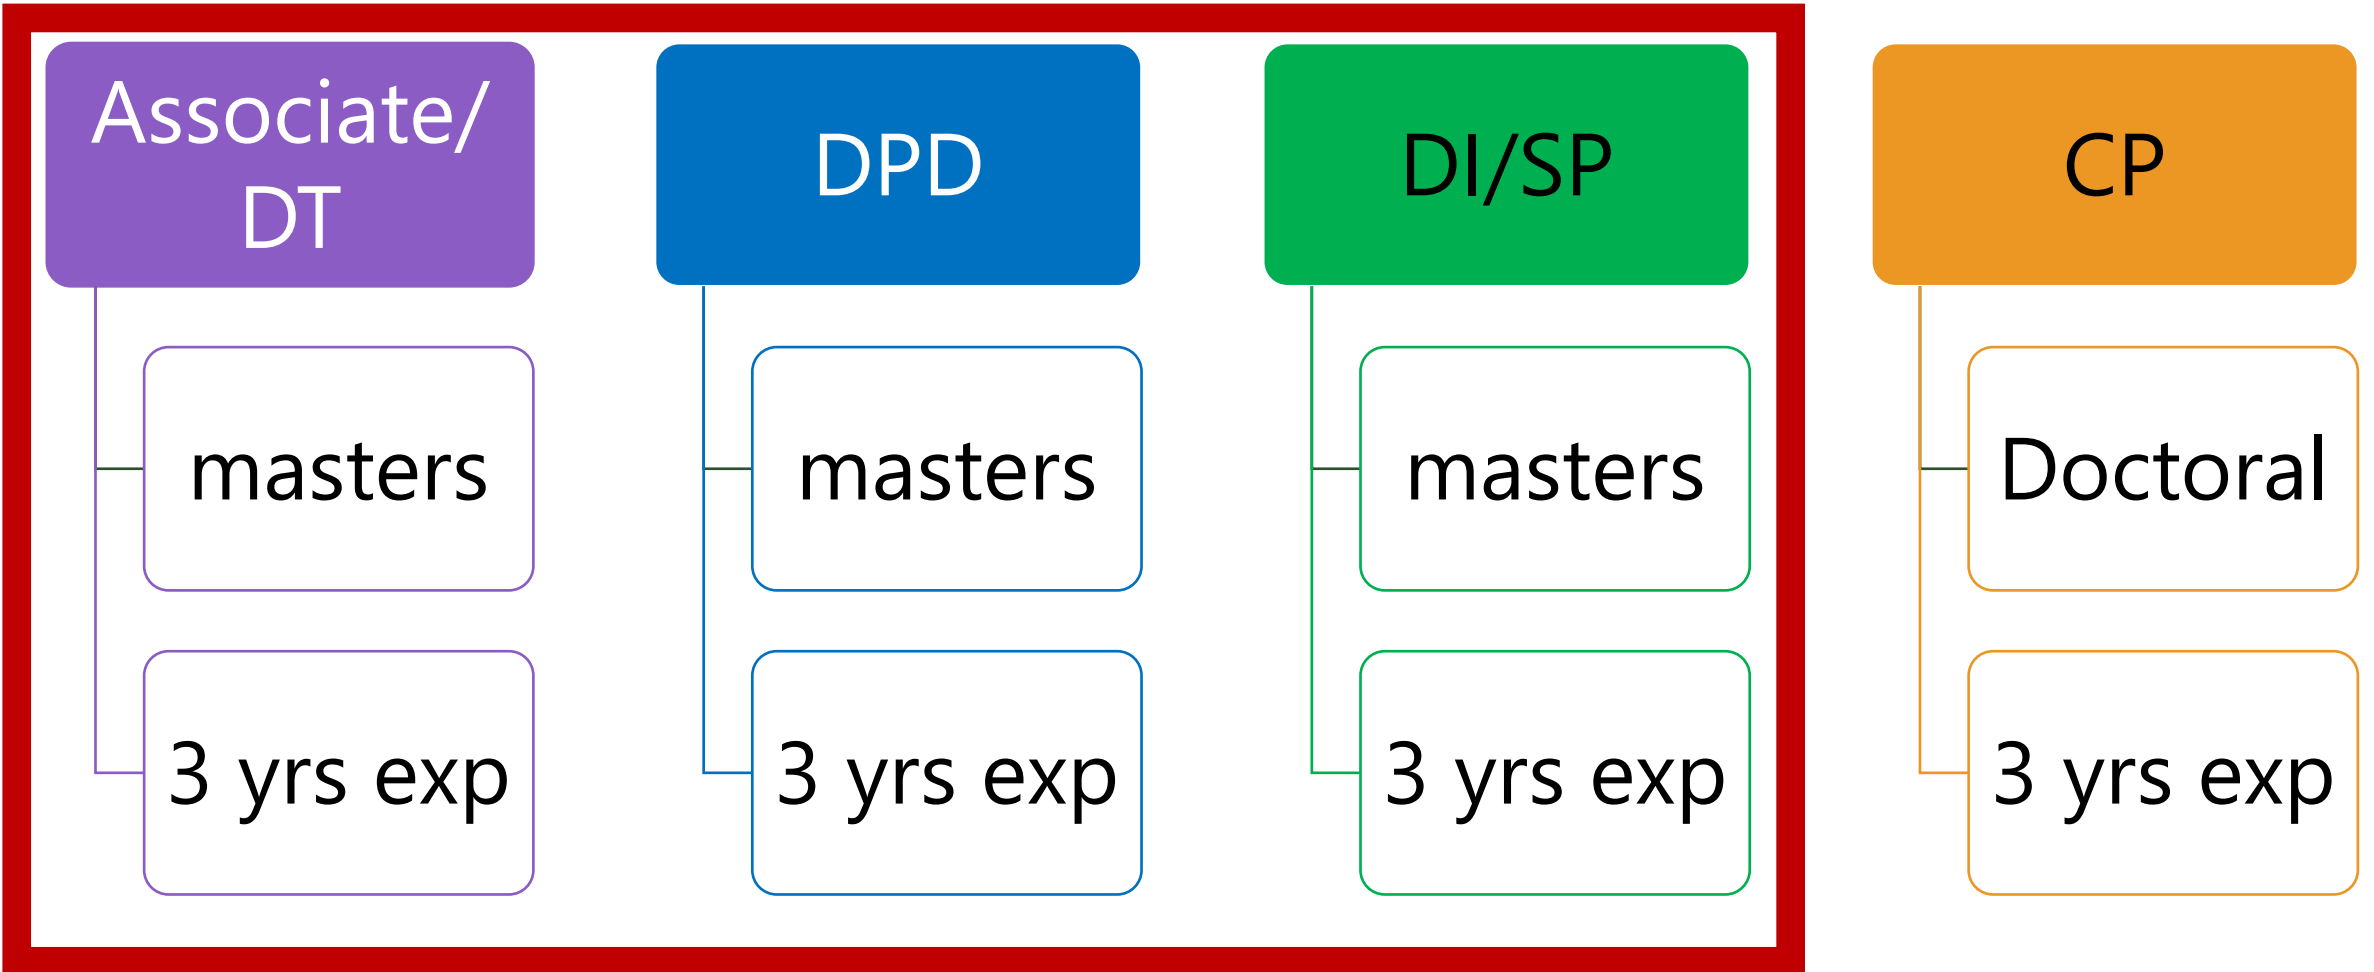 Associate/
DT
masters
3 yrs exp
DPD
masters
3 yrs exp
DI/SP
masters
3 yrs exp
CP
Doctoral
3 yrs exp